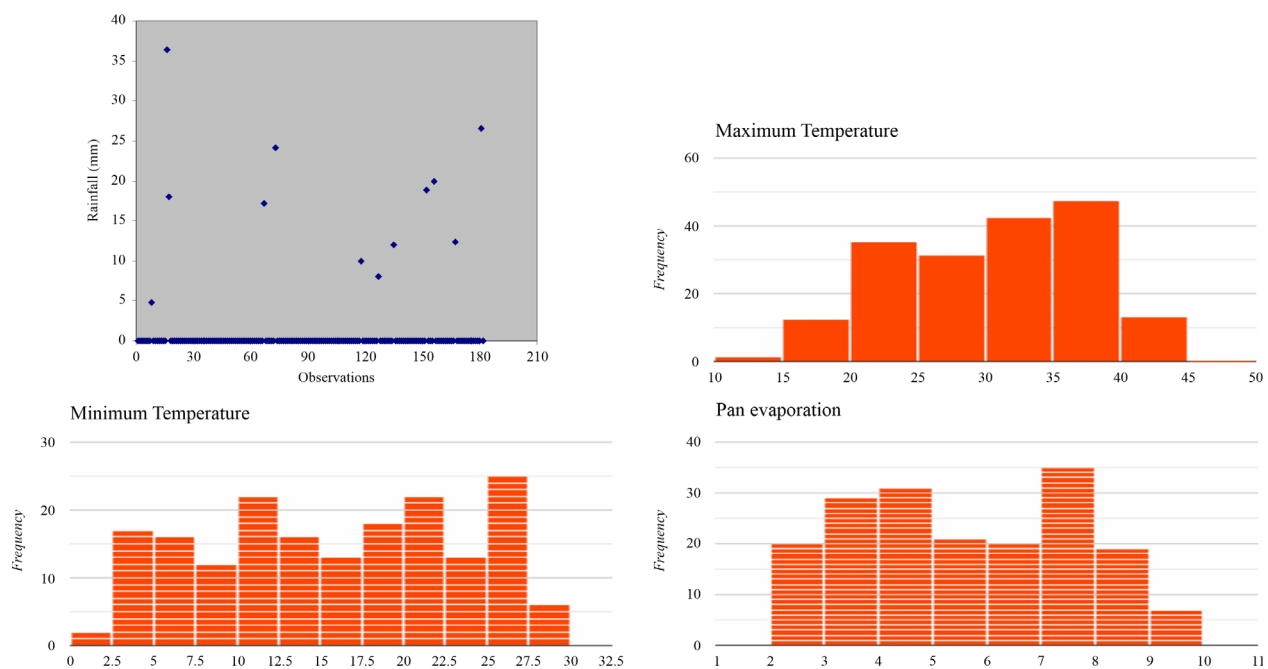 40
35
30
25
20
15
10
5
0
Rainfall (mm)
0 30 60 90 120 150 180 210
Observations
Maximum Temperature
60
40
20
0
Frequency
10 15 20 25 30 35 40 45 50
Minimum Temperature
30
20
10
0
Frequency
0 2.5 5 7.5 10 12.5 15 17.5 20 22.5 25 27.5 30 32.5
Pan evaporation
40
30
20
10
0
Frequency
1 2 3 4 5 6 7 8 9 10 11